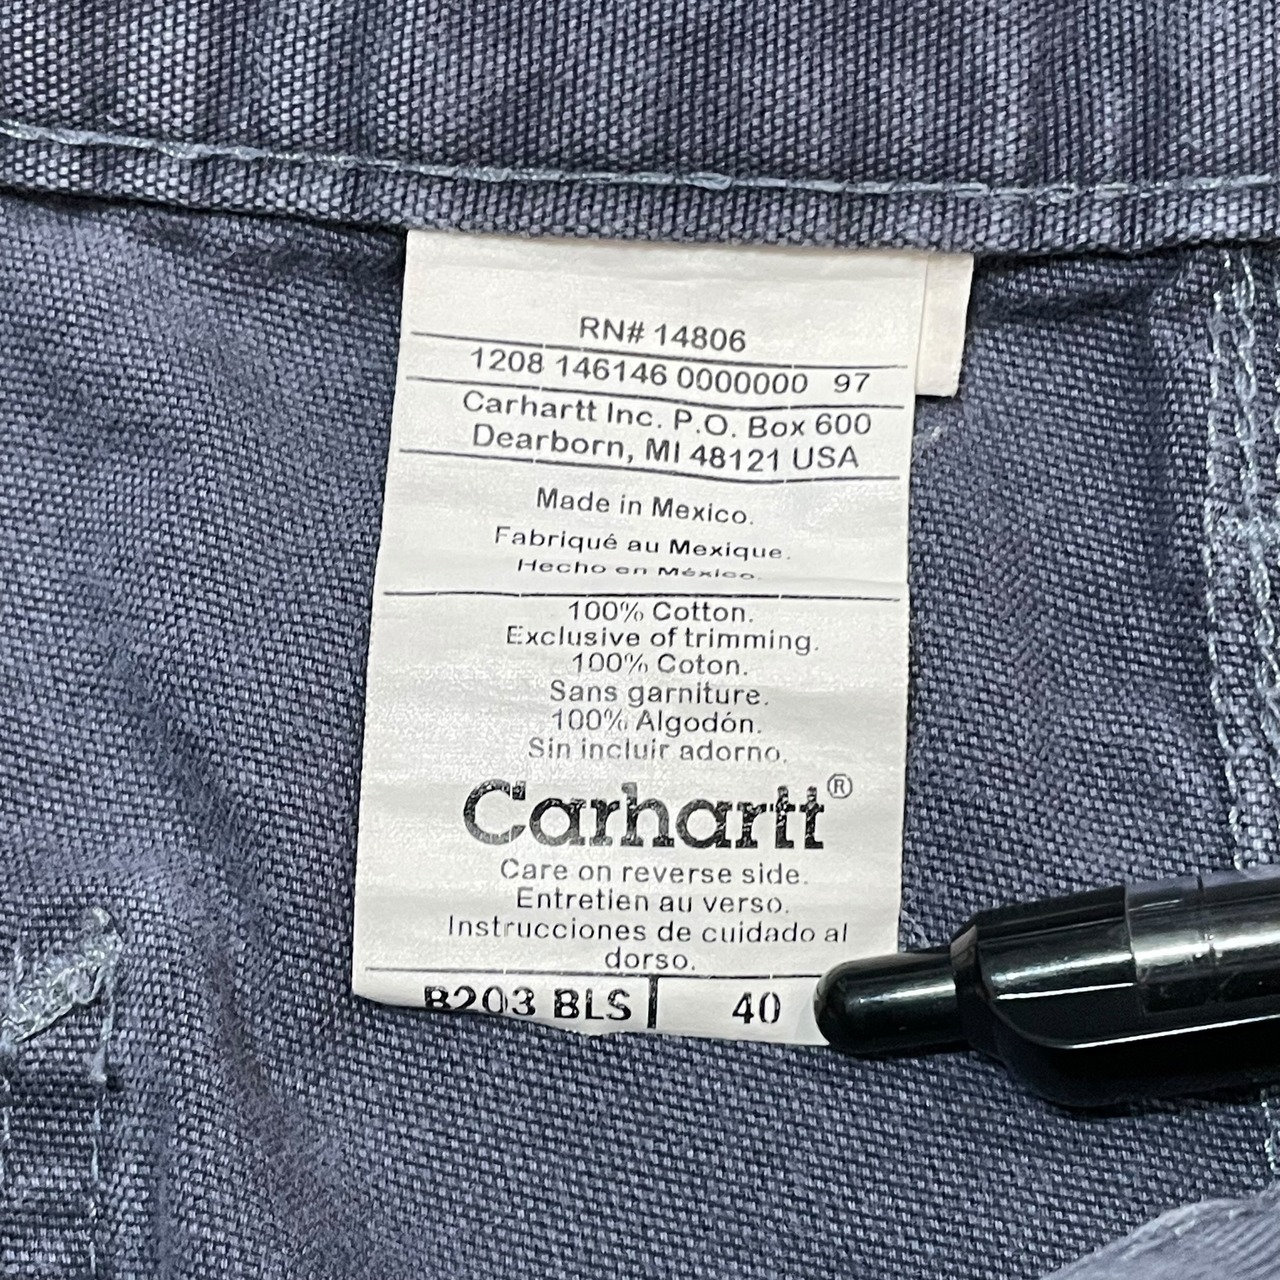 RN# 14806
1208 146146 0000000 97
Carhartt Inc. P.O. Box 600
Dearborn, MI 48121 USA
Made in Mexico.
Fabriqué au Mexique.
Hecho en México.
100% Cotton.
Exclusive of trimming.
100% Coton.
Sans garniture.
100% Algodón.
Sin incluir adorno.
Carhartt®
Care on reverse side.
Entretien au verso.
Instrucciones de cuidado al
dorso.
B203 BLS 40